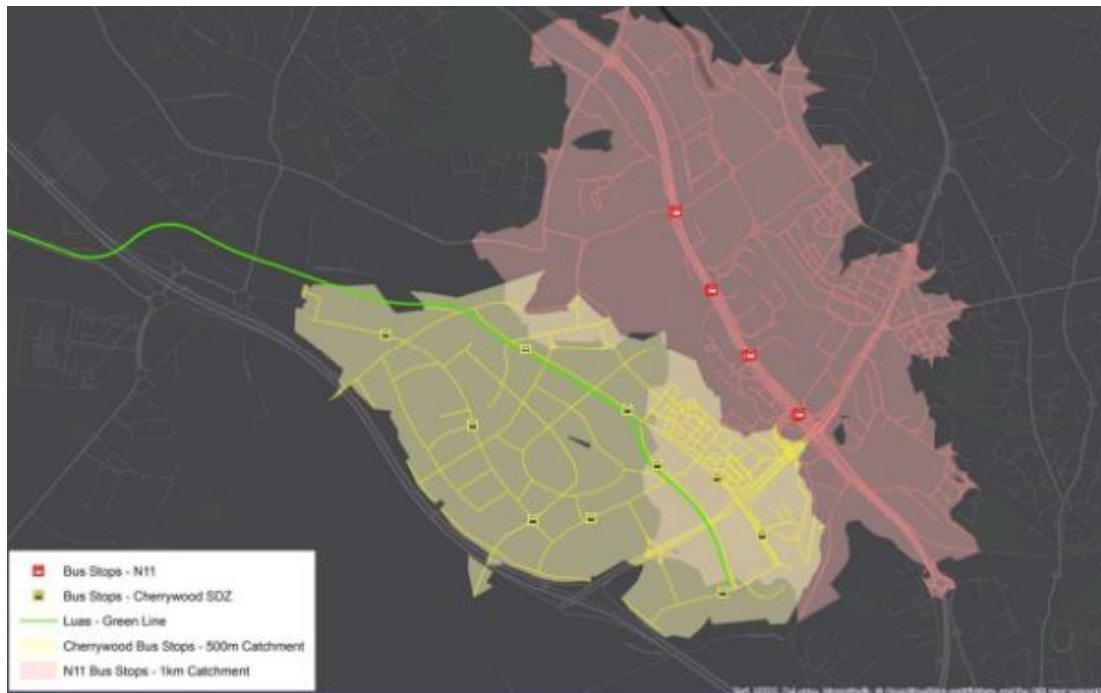 Bus Stops - N11
Bus Stops - Cherrywood SDZ
Luas - Green Line
Cherrywood Bus Stops - 500m Catchment
N11 Bus Stops - 1km Catchment